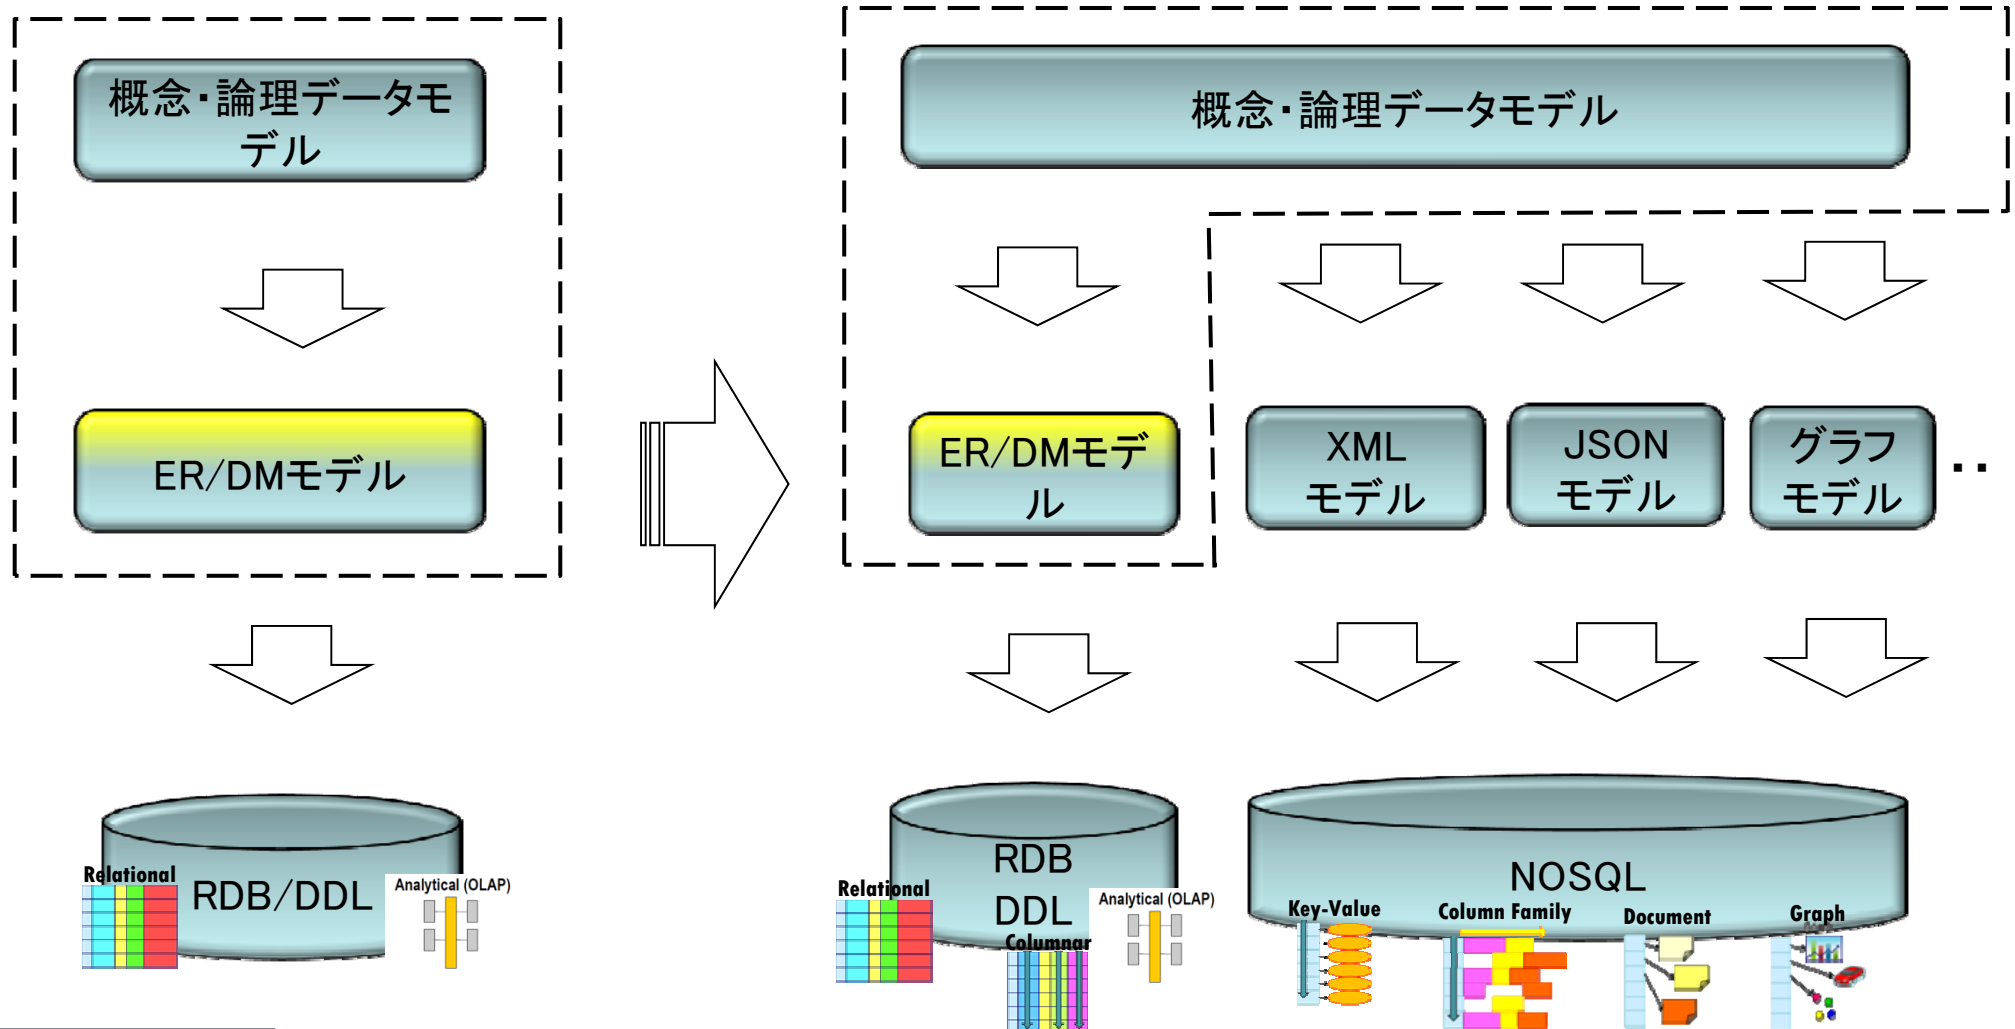 概念・論理データモ
デル
ER/DMモデル
Relational
RDB/DDL
Analytical (OLAP)
概念・論理データモデル
ER/DMモデ
ル
XML
モデル
JSON
モデル
グラフ
モデル
‥
RDB
DDL
Relational
Columnar
Analytical (OLAP)
NOSQL
Key-Value
Column Family
Document
Graph